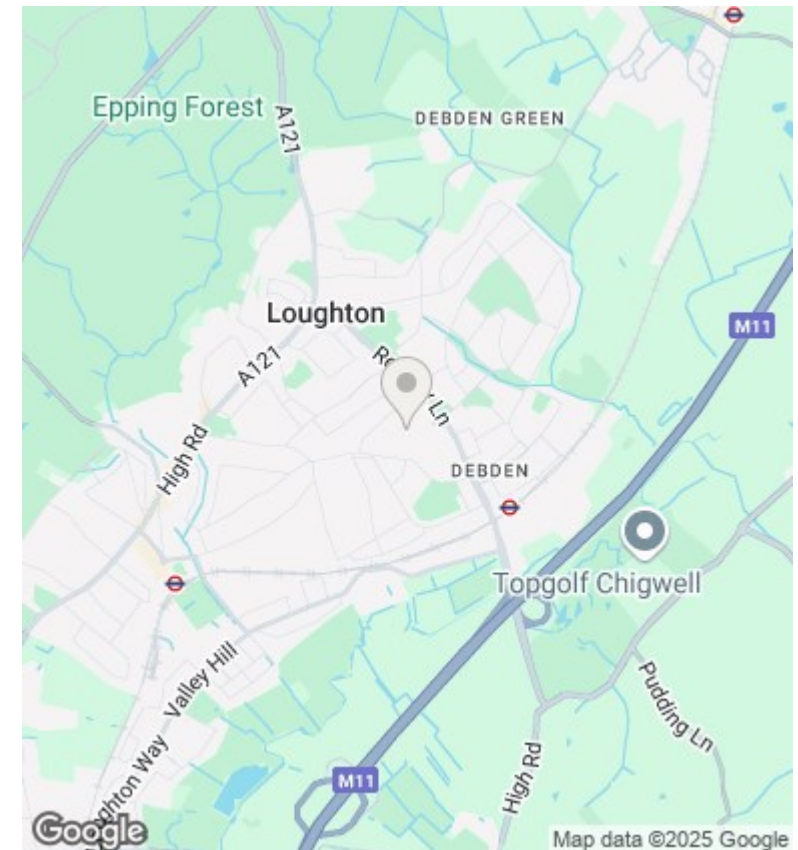 Epping Forest
A121
DEBDEN GREEN
Loughton
M11
A121
High Rd
DEBDEN
Topgolf Chigwell
Valley Hill
Pudding Ln
High Rd
M11
Way
Google
Map data ©2025 Google